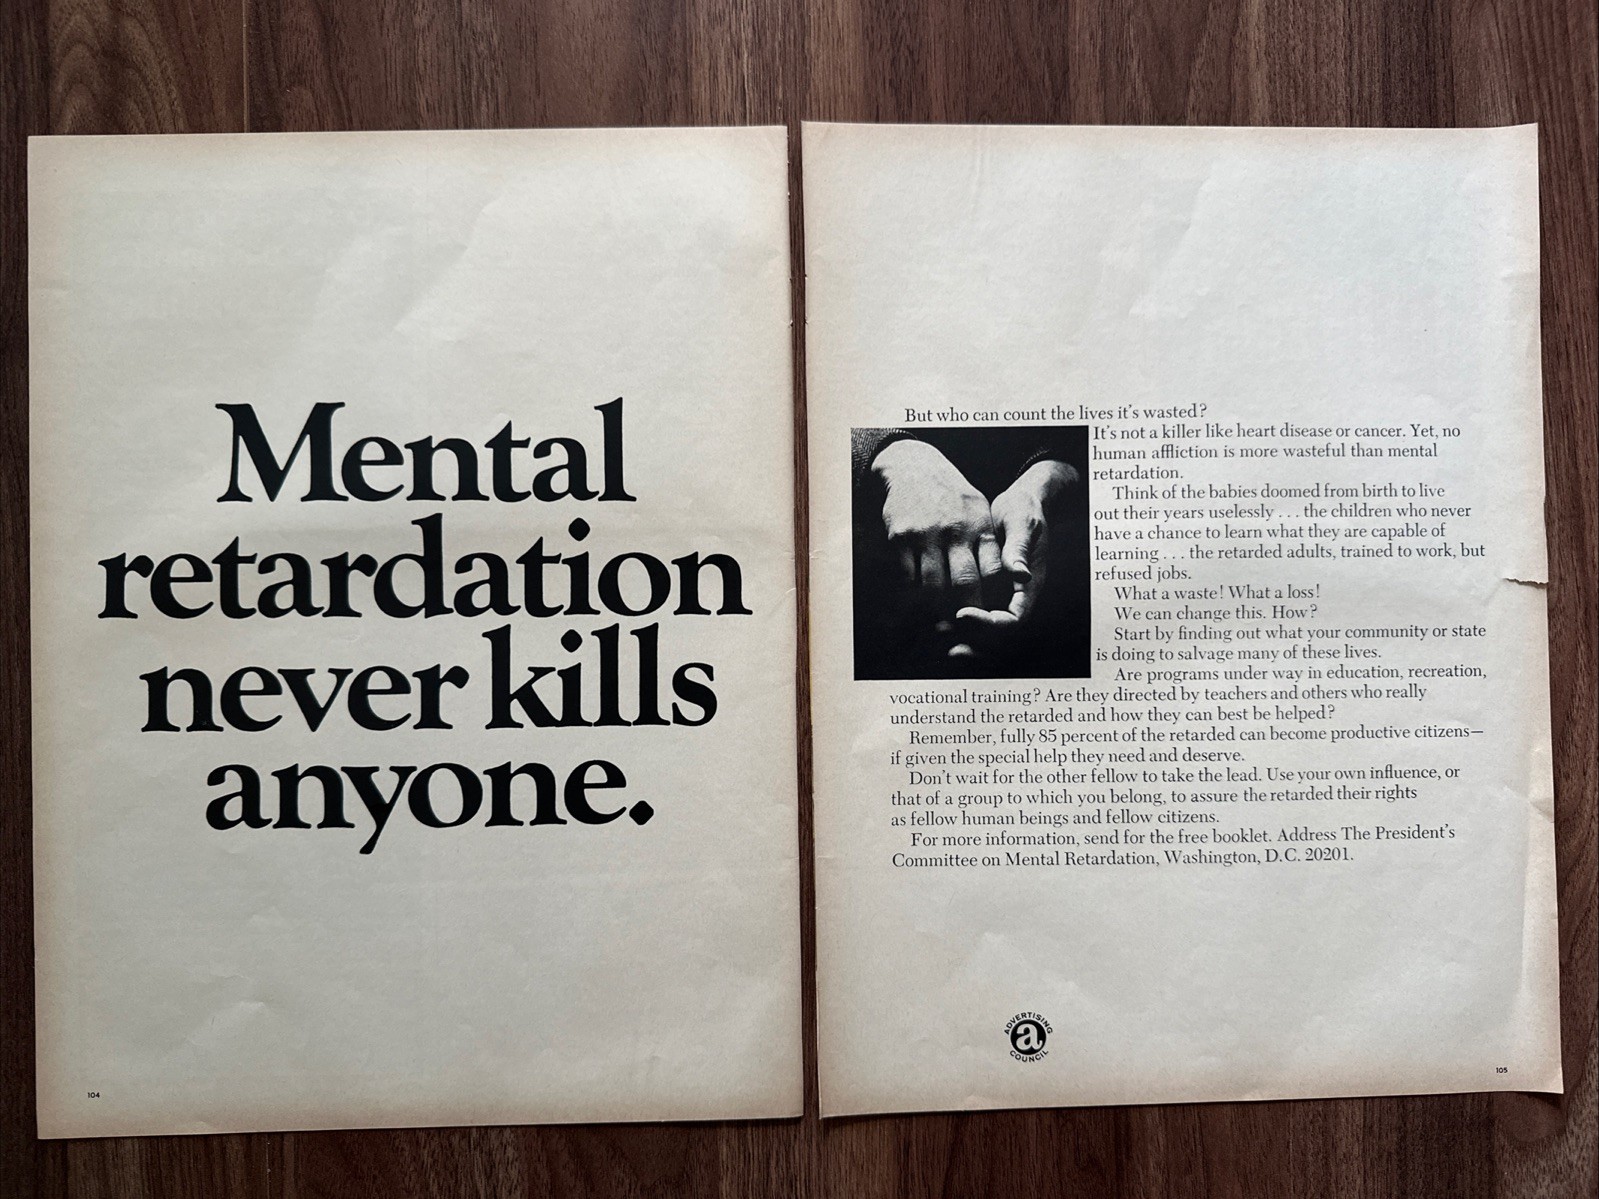 Mental
retardation
never kills
anyone.
104
But who can count the lives it's wasted?
It's not a killer like heart disease or cancer. Yet, no
human affliction is more wasteful than mental
retardation.
Think of the babies doomed from birth to live
out their years uselessly . . . the children who never
have a chance to learn what they are capable of
learning . . . the retarded adults, trained to work, but
refused jobs.
What a waste! What a loss!
We can change this. How?
Start by finding out what your community or state
is doing to salvage many of these lives.
Are programs under way in education, recreation,
vocational training? Are they directed by teachers and others who really
understand the retarded and how they can best be helped?
Remember, fully 85 percent of the retarded can become productive citizens—
if given the special help they need and deserve.
Don't wait for the other fellow to take the lead. Use your own influence, or
that of a group to which you belong, to assure the retarded their rights
as fellow human beings and fellow citizens.
For more information, send for the free booklet. Address The President's
Committee on Mental Retardation, Washington, D.C. 20201.
ADVERTISING
a
COUNCIL
105